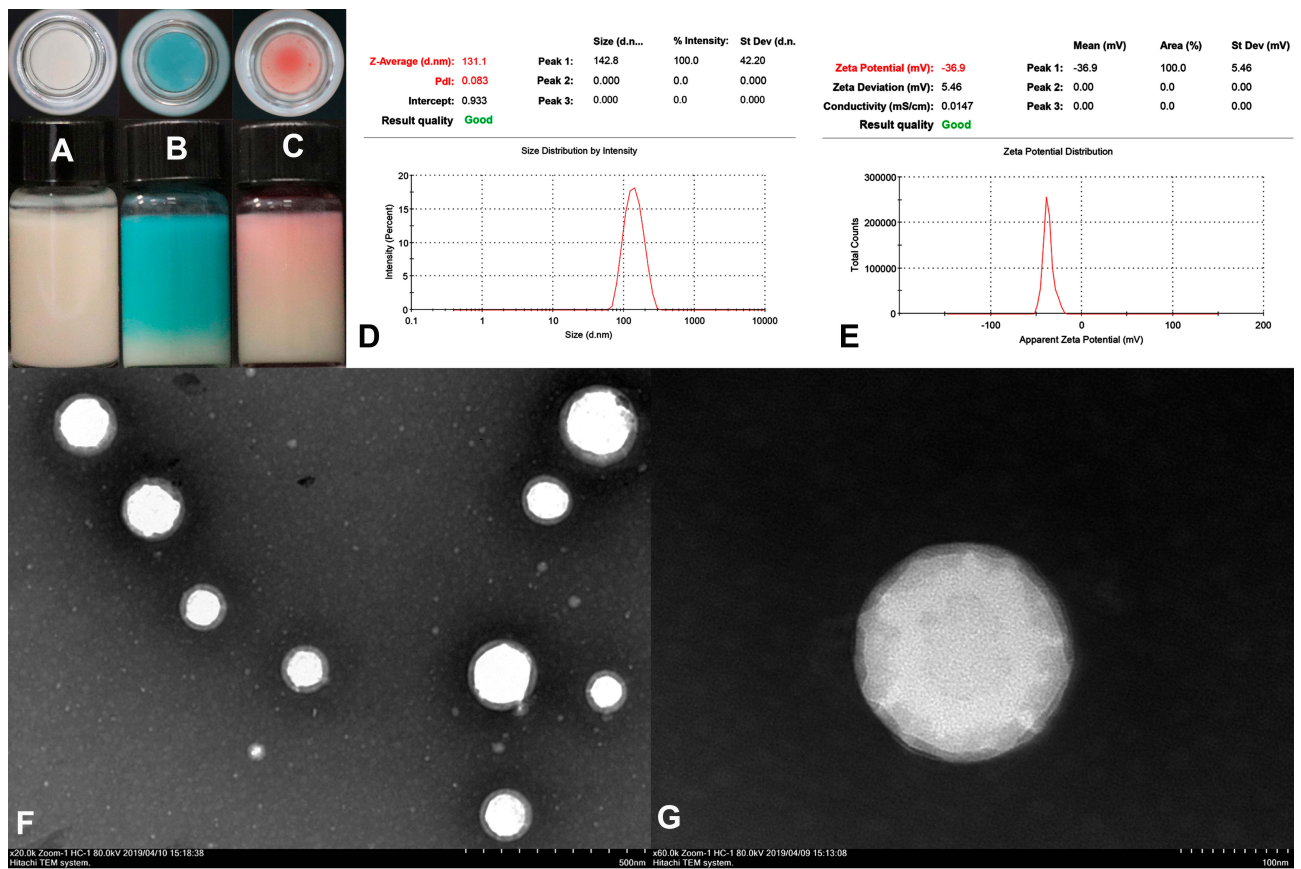 A
B
C
Size (d.n... % Intensity: St Dev (d.n.
Z-Average (d.nm): 131.1 Peak 1: 142.8 100.0 42.20
PdI: 0.083 Peak 2: 0.000 0.0 0.000
Intercept: 0.933 Peak 3: 0.000 0.0 0.000
Result quality Good
Size Distribution by Intensity
Intensity (Percent)
20
15
10
5
0
0.1 1 10 100 1000 10000
Size (d.nm)
D
Mean (mV) Area (%) St Dev (mV)
Zeta Potential (mV): -36.9 Peak 1: -36.9 100.0 5.46
Zeta Deviation (mV): 5.46 Peak 2: 0.00 0.0 0.00
Conductivity (mS/cm): 0.0147 Peak 3: 0.00 0.0 0.00
Result quality Good
Zeta Potential Distribution
Total Counts
300000
200000
100000
0
-100 0 100 200
Apparent Zeta Potential (mV)
E
F
x20.0k Zoom-1 HC-1 80.0kV 2019/04/10 15:18:38
Hitachi TEM system. 500nm
G
x60.0k Zoom-1 HC-1 80.0kV 2019/04/09 15:13:08
Hitachi TEM system. 100nm